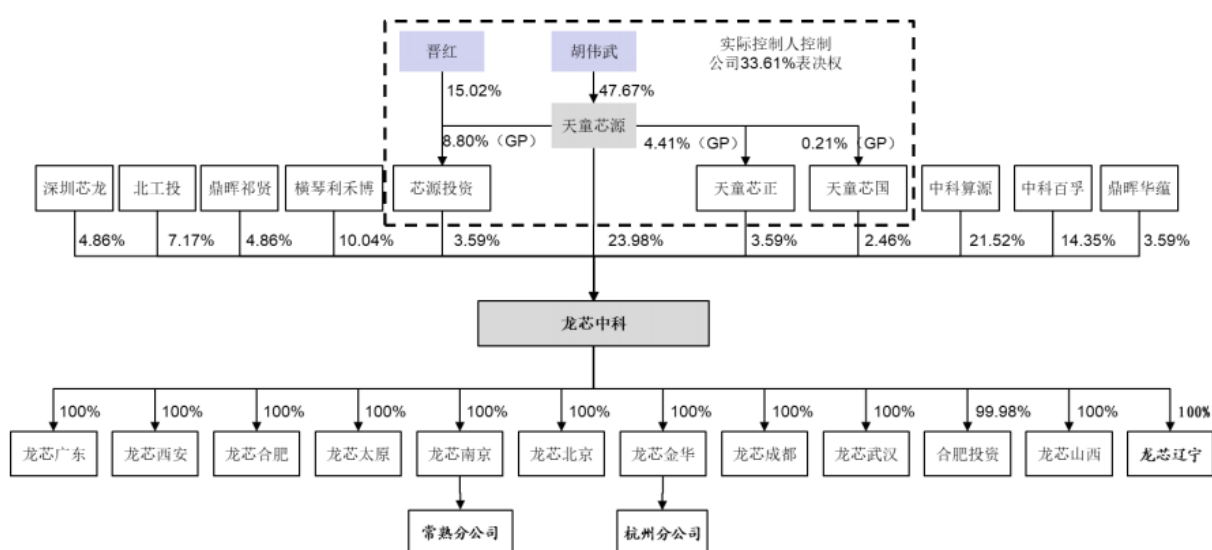 晋红
胡伟武
实际控制人控制
公司33.61%表决权
15.02%
47.67%
天童芯源
8.80%（GP）
4.41%（GP）
0.21%（GP）
深圳芯龙
北工投
鼎晖祁贤
横琴利禾博
芯源投资
天童芯正
天童芯国
中科算源
中科百孚
鼎晖华蕴
4.86%
7.17%
4.86%
10.04%
3.59%
23.98%
3.59%
2.46%
21.52%
14.35%
3.59%
龙芯中科
100%
100%
100%
100%
100%
100%
100%
100%
100%
99.98%
100%
100%
龙芯广东
龙芯西安
龙芯合肥
龙芯太原
龙芯南京
龙芯北京
龙芯金华
龙芯成都
龙芯武汉
合肥投资
龙芯山西
龙芯辽宁
常熟分公司
杭州分公司